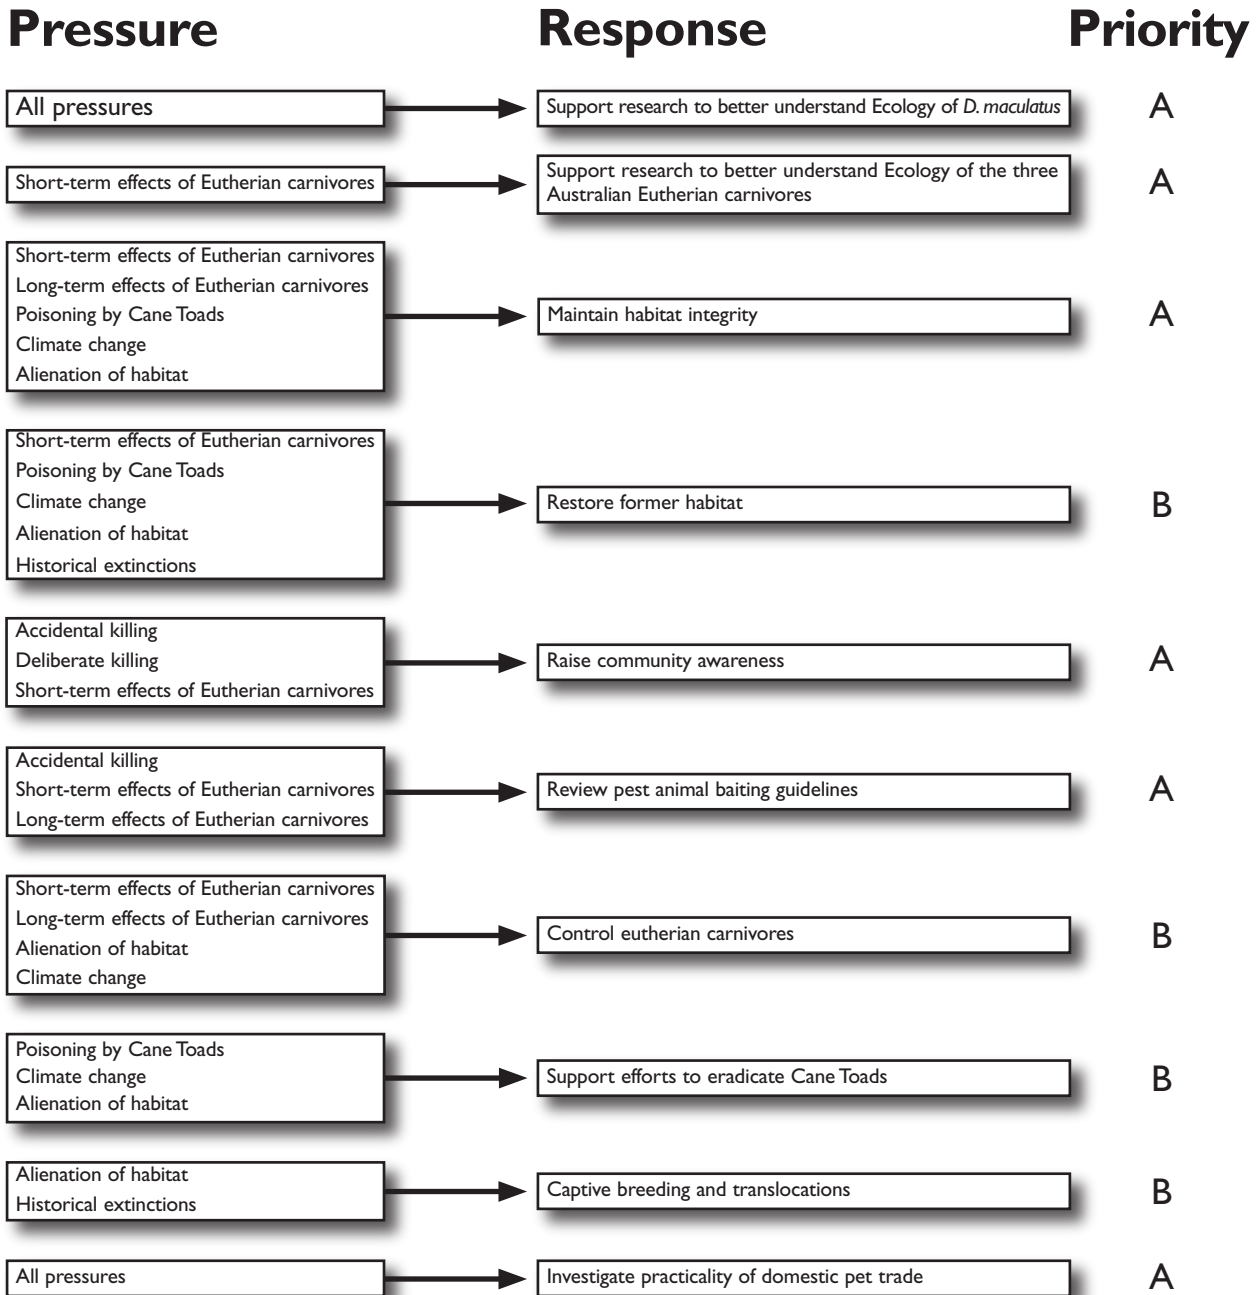 Pressure Response Priority
All pressures
Support research to better understand Ecology of D. maculatus
A
Short-term effects of Eutherian carnivores
Support research to better understand Ecology of the three
Australian Eutherian carnivores
A
Short-term effects of Eutherian carnivores
Long-term effects of Eutherian carnivores
Poisoning by Cane Toads
Climate change
Alienation of habitat
Maintain habitat integrity
A
Short-term effects of Eutherian carnivores
Poisoning by Cane Toads
Climate change
Alienation of habitat
Historical extinctions
Restore former habitat
B
Accidental killing
Deliberate killing
Short-term effects of Eutherian carnivores
Raise community awareness
A
Accidental killing
Short-term effects of Eutherian carnivores
Long-term effects of Eutherian carnivores
Review pest animal baiting guidelines
A
Short-term effects of Eutherian carnivores
Long-term effects of Eutherian carnivores
Alienation of habitat
Climate change
Control eutherian carnivores
B
Poisoning by Cane Toads
Climate change
Alienation of habitat
Support efforts to eradicate Cane Toads
B
Alienation of habitat
Historical extinctions
Captive breeding and translocations
B
All pressures
Investigate practicality of domestic pet trade
A